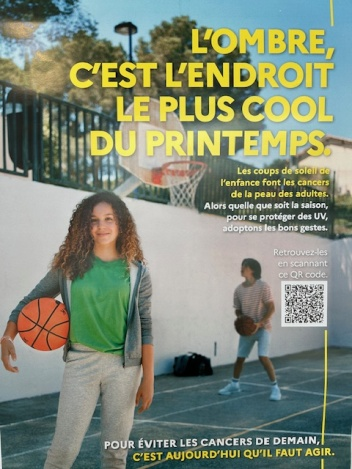 L'OMBRE,
C'EST L'ENDROIT
LE PLUS COOL
DU PRINTEMPS.
Les coups de soleil de
l'enfance font les cancers
de la peau des adultes.
Alors quelle que soit la saison,
pour se protéger des UV,
adoptons les bons gestes.
Retrouvez-les
en scannant
ce QR code.
POUR ÉVITER LES CANCERS DE DEMAIN,
C'EST AUJOURD'HUI QU'IL FAUT AGIR.